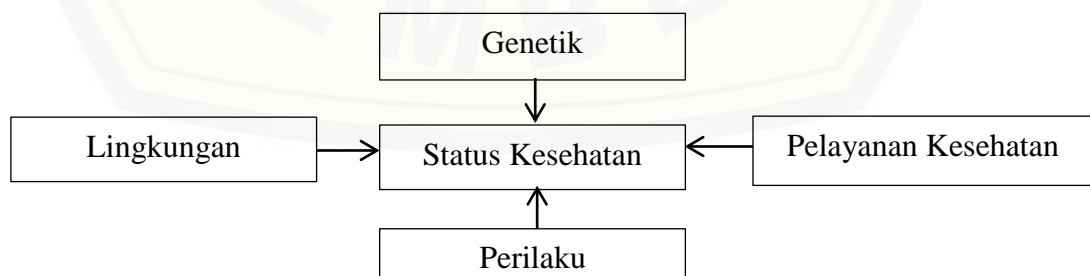 Genetik
Lingkungan
Status Kesehatan
Pelayanan Kesehatan
Perilaku